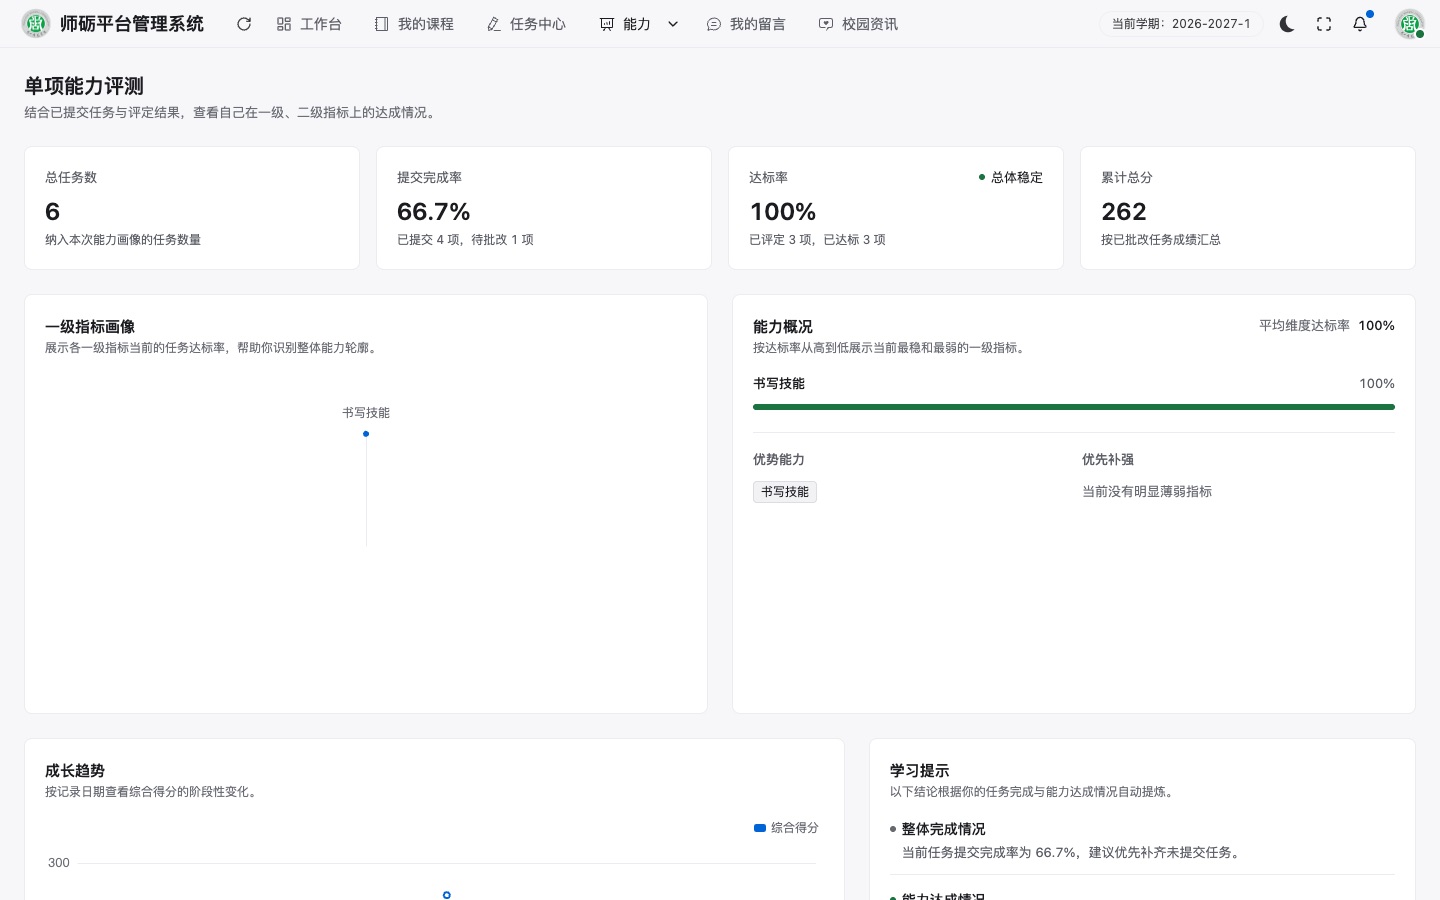 师砺平台管理系统
工作台
我的课程
任务中心
能力
我的留言
校园资讯
当前学期：2026-2027-1
单项能力评测
结合已提交任务与评定结果，查看自己在一级、二级指标上的达成情况。
总任务数
6
纳入本次能力画像的任务数量
提交完成率
66.7%
已提交 4 项，待批改 1 项
达标率
总体稳定
100%
已评定 3 项，已达标 3 项
累计总分
262
按已批改任务成绩汇总
一级指标画像
展示各一级指标当前的任务达标率，帮助你识别整体能力轮廓。
书写技能
能力概况
平均维度达标率 100%
按达标率从高到低展示当前最稳和最弱的一级指标。
书写技能
100%
优势能力
书写技能
优先补强
当前没有明显薄弱指标
成长趋势
按记录日期查看综合得分的阶段性变化。
综合得分
300
学习提示
以下结论根据你的任务完成与能力达成情况自动提炼。
整体完成情况
当前任务提交完成率为 66.7%，建议优先补齐未提交任务。
能力达成情况